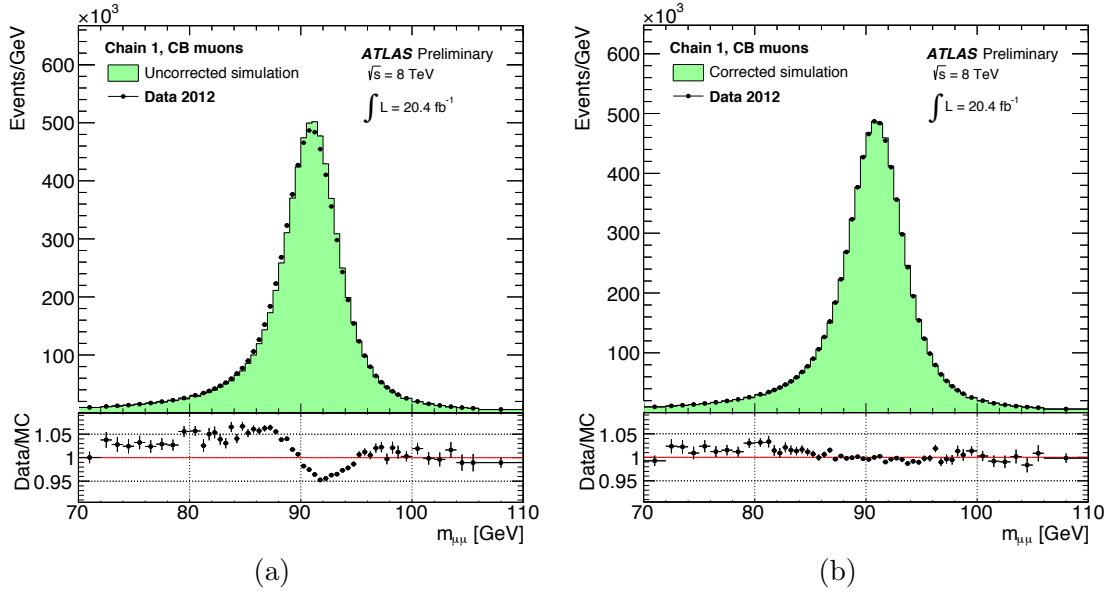 ×10³
Events/GeV
Chain 1, CB muons
Uncorrected simulation
Data 2012
ATLAS Preliminary
√s = 8 TeV
∫ L = 20.4 fb⁻¹
600
500
400
300
200
100
Data/MC
1.05
1
0.95
70 80 90 100 110
m_μμ [GeV]
(a)
×10³
Events/GeV
Chain 1, CB muons
Corrected simulation
Data 2012
ATLAS Preliminary
√s = 8 TeV
∫ L = 20.4 fb⁻¹
600
500
400
300
200
100
Data/MC
1.05
1
0.95
70 80 90 100 110
m_μμ [GeV]
(b)